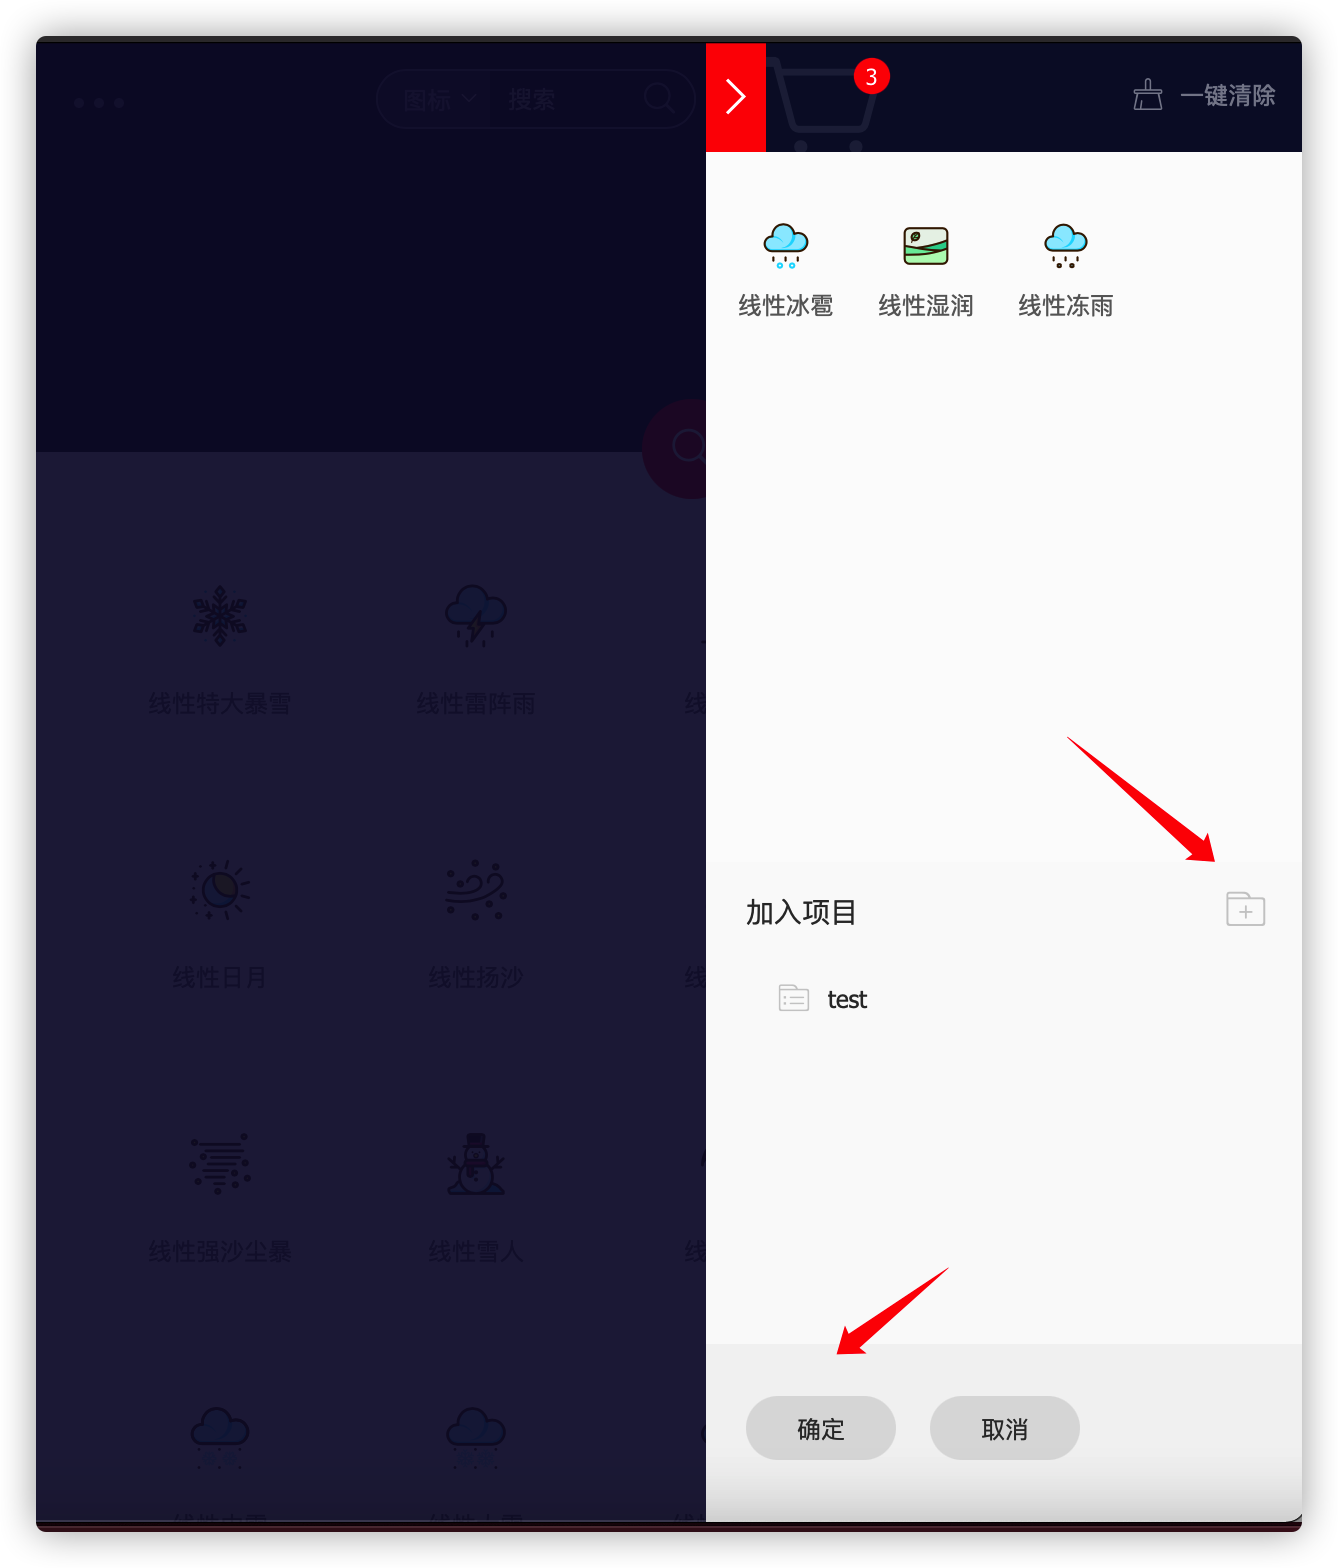 图标
搜索
3
一键清除
线性冰雹
线性湿润
线性冻雨
线性特大暴雪
线性雷阵雨
线
线性日月
线性扬沙
线
加入项目
test
线性强沙尘暴
线性雪人
线
确定
取消